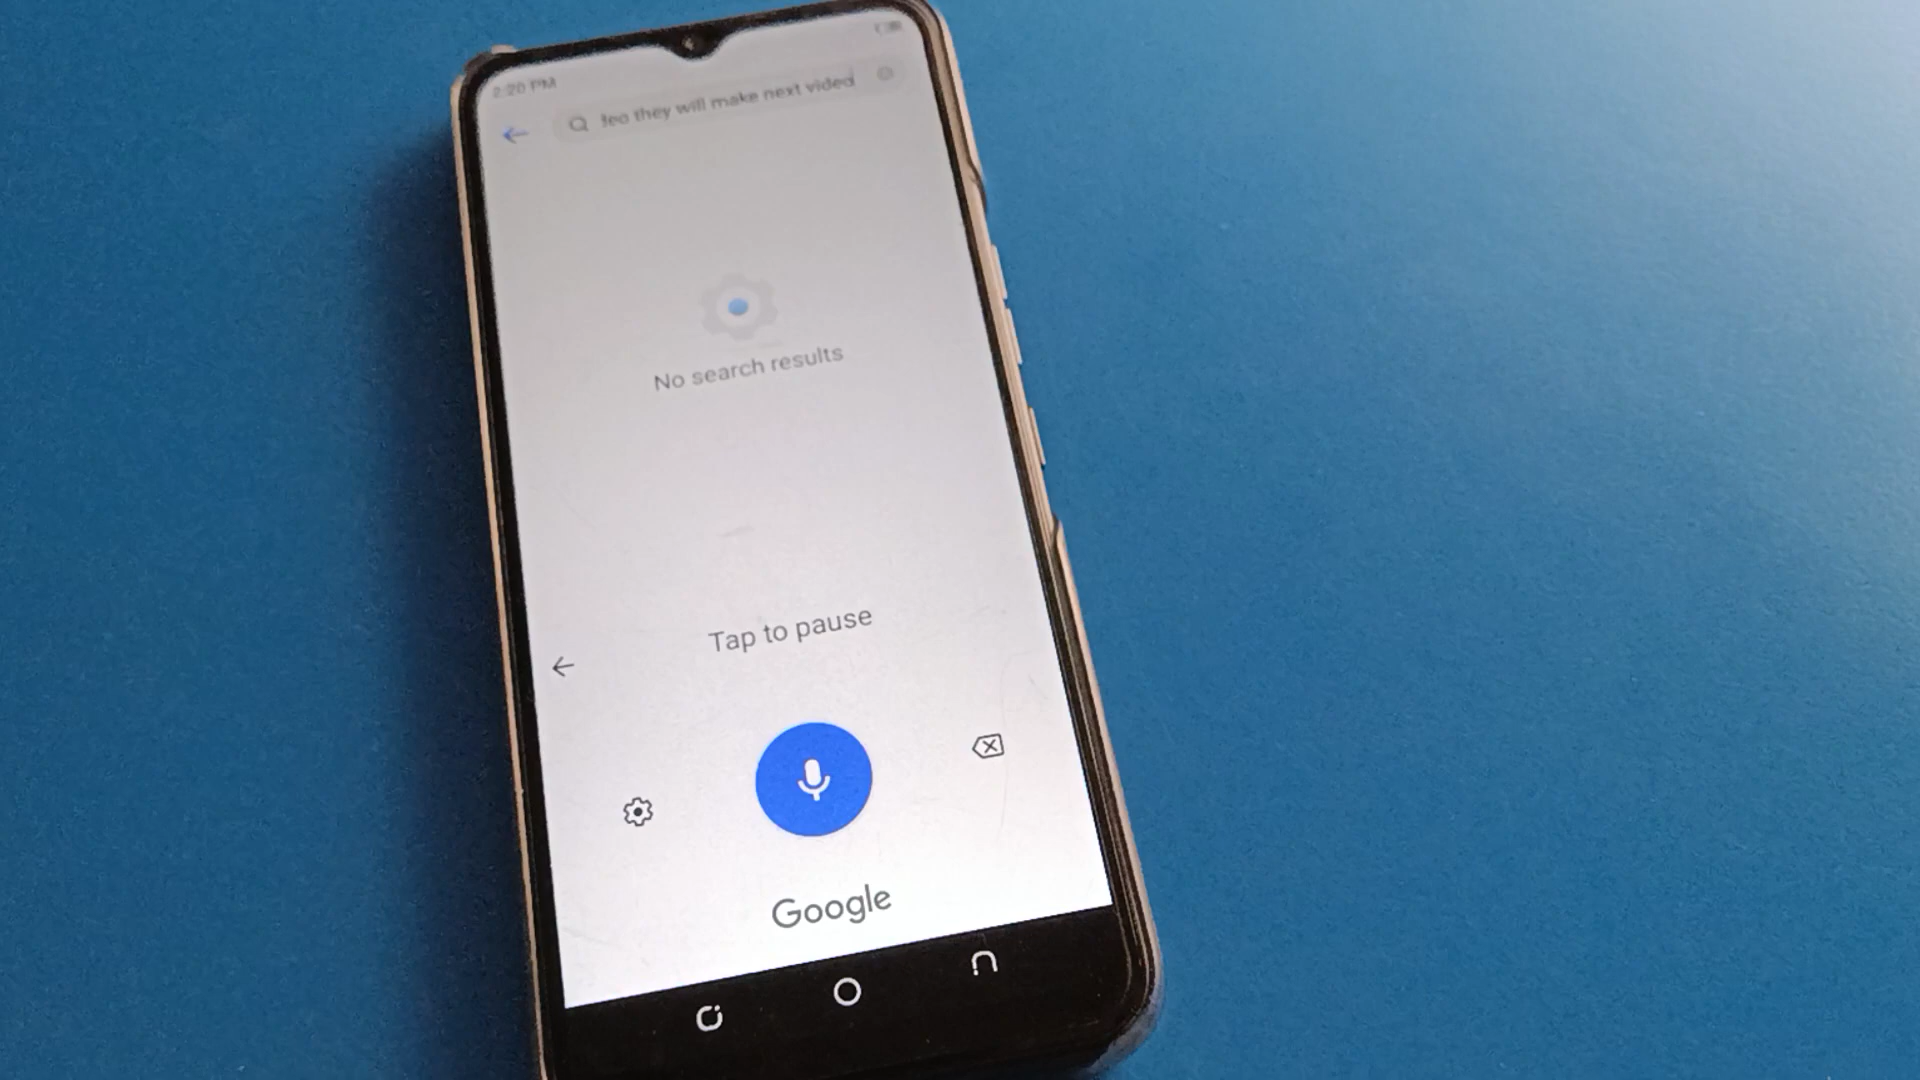 2:20 PM
deo they will make next video
No search results
Tap to pause
Google